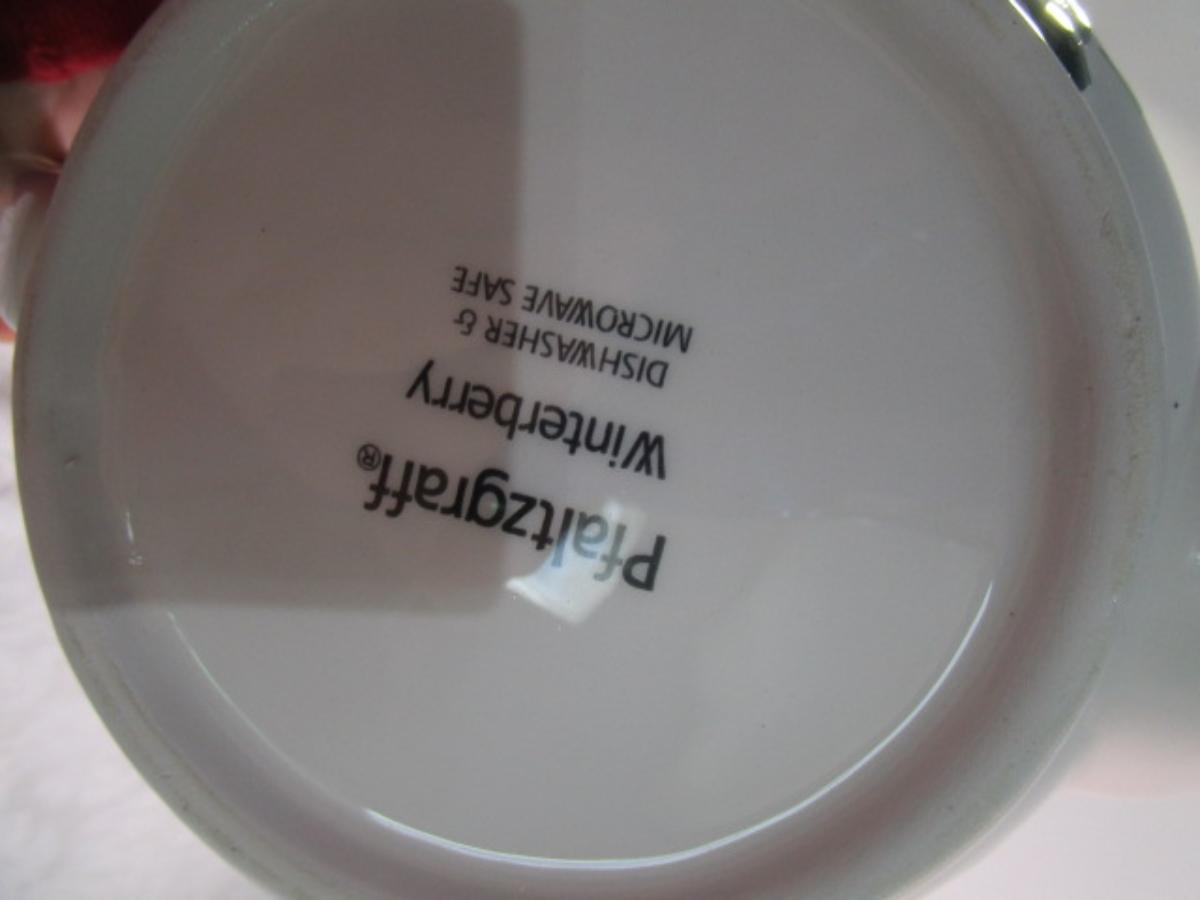 Pfaltzgraff®
Winterberry
DISHWASHER &
MICROWAVE SAFE